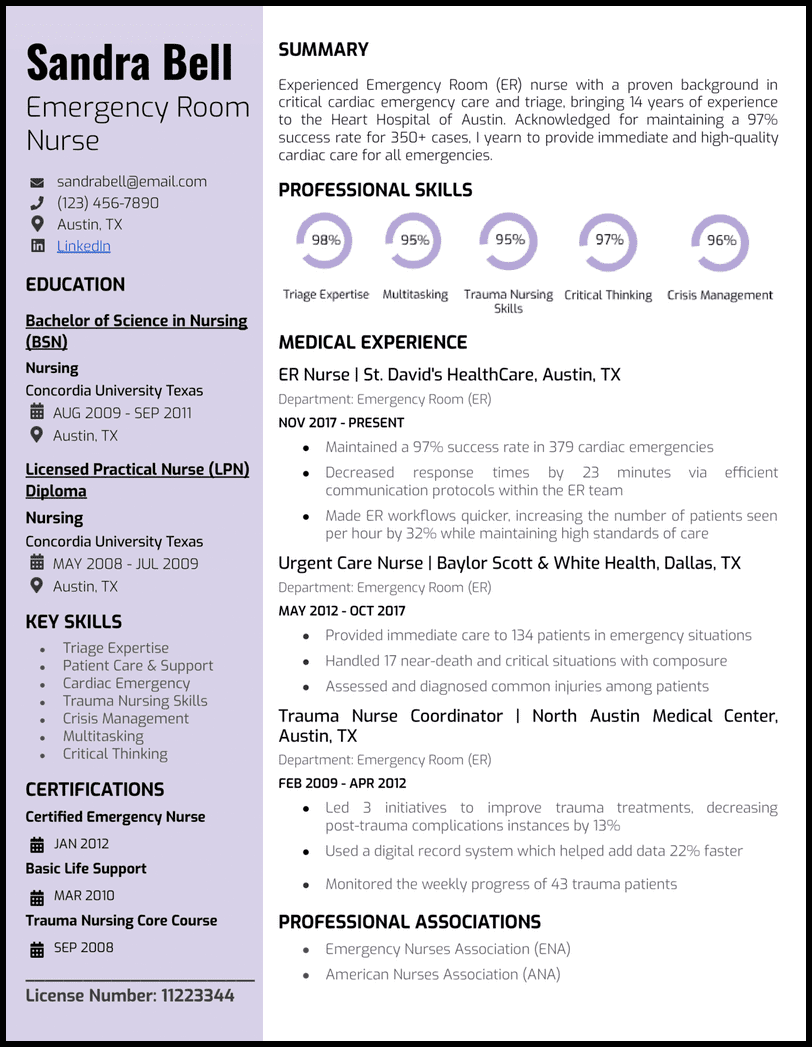 Sandra Bell
Emergency Room
Nurse
sandrabell@email.com
(123) 456-7890
Austin, TX
LinkedIn
EDUCATION
Bachelor of Science in Nursing
(BSN)
Nursing
Concordia University Texas
AUG 2009 - SEP 2011
Austin, TX
Licensed Practical Nurse (LPN)
Diploma
Nursing
Concordia University Texas
MAY 2008 - JUL 2009
Austin, TX
KEY SKILLS
• Triage Expertise
• Patient Care & Support
• Cardiac Emergency
• Trauma Nursing Skills
• Crisis Management
• Multitasking
• Critical Thinking
CERTIFICATIONS
Certified Emergency Nurse
JAN 2012
Basic Life Support
MAR 2010
Trauma Nursing Core Course
SEP 2008
License Number: 11223344
SUMMARY
Experienced Emergency Room (ER) nurse with a proven background in
critical cardiac emergency care and triage, bringing 14 years of experience
to the Heart Hospital of Austin. Acknowledged for maintaining a 97%
success rate for 350+ cases, I yearn to provide immediate and high-quality
cardiac care for all emergencies.
PROFESSIONAL SKILLS
98% 95% 95% 97% 96%
Triage Expertise Multitasking Trauma Nursing Critical Thinking Crisis Management
Skills
MEDICAL EXPERIENCE
ER Nurse | St. David's HealthCare, Austin, TX
Department: Emergency Room (ER)
NOV 2017 - PRESENT
• Maintained a 97% success rate in 379 cardiac emergencies
• Decreased response times by 23 minutes via efficient
communication protocols within the ER team
• Made ER workflows quicker, increasing the number of patients seen
per hour by 32% while maintaining high standards of care
Urgent Care Nurse | Baylor Scott & White Health, Dallas, TX
Department: Emergency Room (ER)
MAY 2012 - OCT 2017
• Provided immediate care to 134 patients in emergency situations
• Handled 17 near-death and critical situations with composure
• Assessed and diagnosed common injuries among patients
Trauma Nurse Coordinator | North Austin Medical Center,
Austin, TX
Department: Emergency Room (ER)
FEB 2009 - APR 2012
• Led 3 initiatives to improve trauma treatments, decreasing
post-trauma complications instances by 13%
• Used a digital record system which helped add data 22% faster
• Monitored the weekly progress of 43 trauma patients
PROFESSIONAL ASSOCIATIONS
• Emergency Nurses Association (ENA)
• American Nurses Association (ANA)